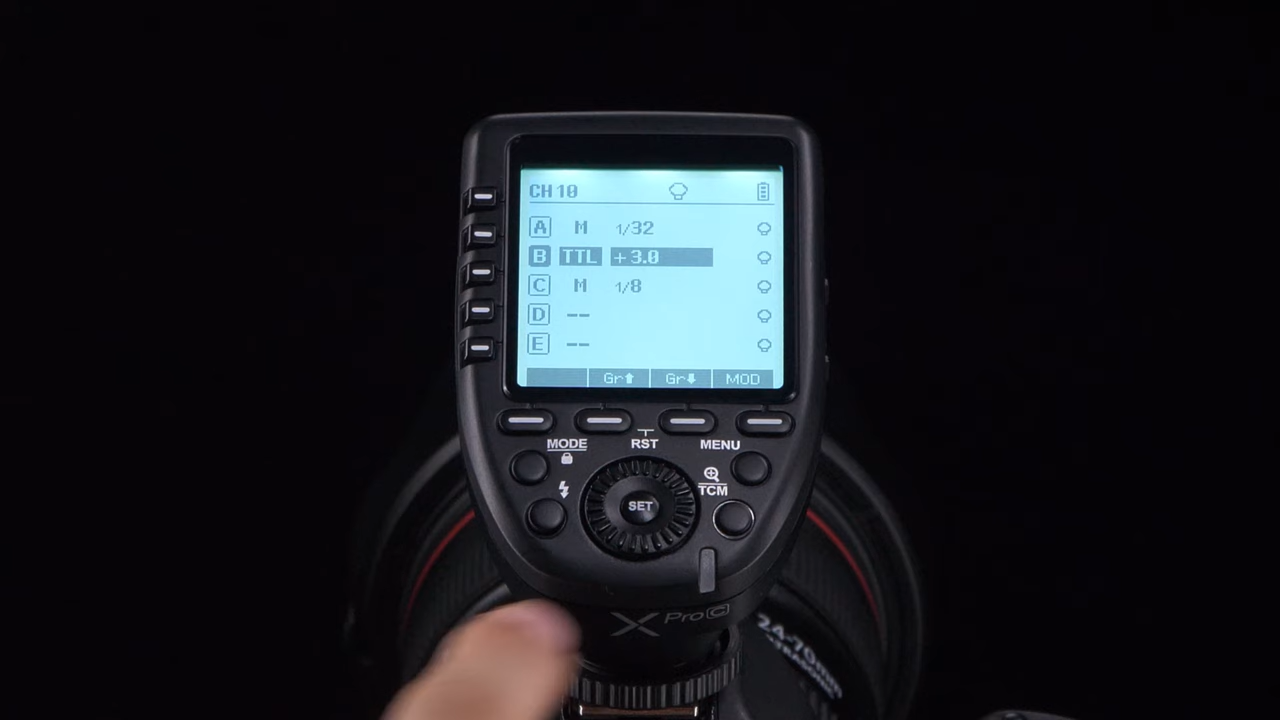 CH 10
A M 1/32
B TTL +3.0
C M 1/8
D --
E --
Gr⬆ Gr⬇ MOD
MODE RST MENU
TCM
SET
X Pro C
24-70mm